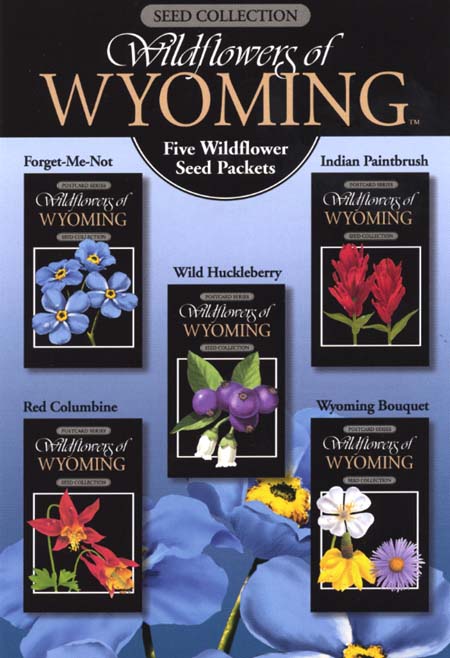 SEED COLLECTION
Wildflowers of
WYOMING™
Five Wildflower
Seed Packets
Forget-Me-Not
POSTCARD SERIES
Wildflowers of
WYOMING
SEED COLLECTION
Indian Paintbrush
POSTCARD SERIES
Wildflowers of
WYOMING
SEED COLLECTION
Wild Huckleberry
POSTCARD SERIES
Wildflowers of
WYOMING
SEED COLLECTION
Red Columbine
POSTCARD SERIES
Wildflowers of
WYOMING
SEED COLLECTION
Wyoming Bouquet
POSTCARD SERIES
Wildflowers of
WYOMING
SEED COLLECTION